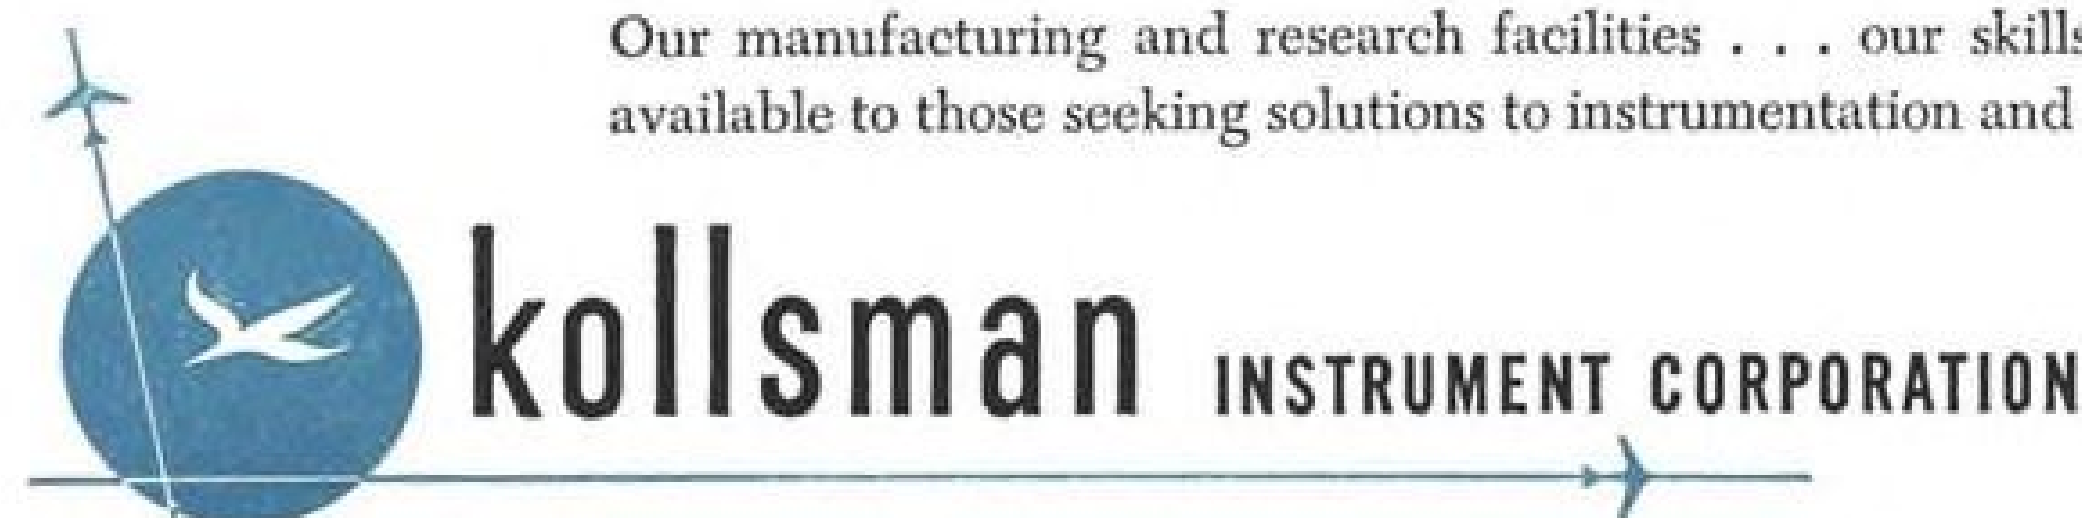 Our manufacturing and research facilities . . . our skills
available to those seeking solutions to instrumentation and
kollsman INSTRUMENT CORPORATION